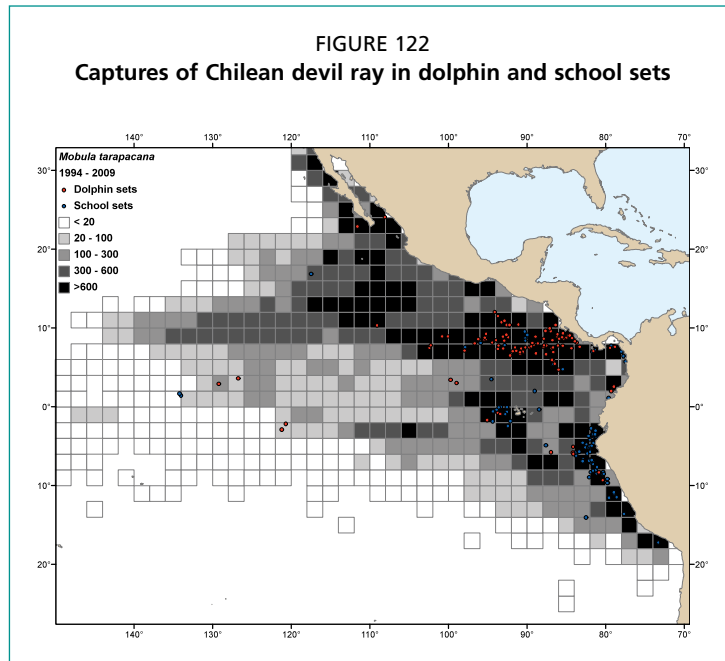 FIGURE 122
Captures of Chilean devil ray in dolphin and school sets
140° 130° 120° 110° 100° 90° 80° 70°
Mobula tarapacana
1994 - 2009
Dolphin sets
School sets
< 20
20 - 100
100 - 300
300 - 600
>600
30° 30°
20° 20°
10° 10°
0° 0°
10° 10°
20° 20°
140° 130° 120° 110° 100° 90° 80° 70°